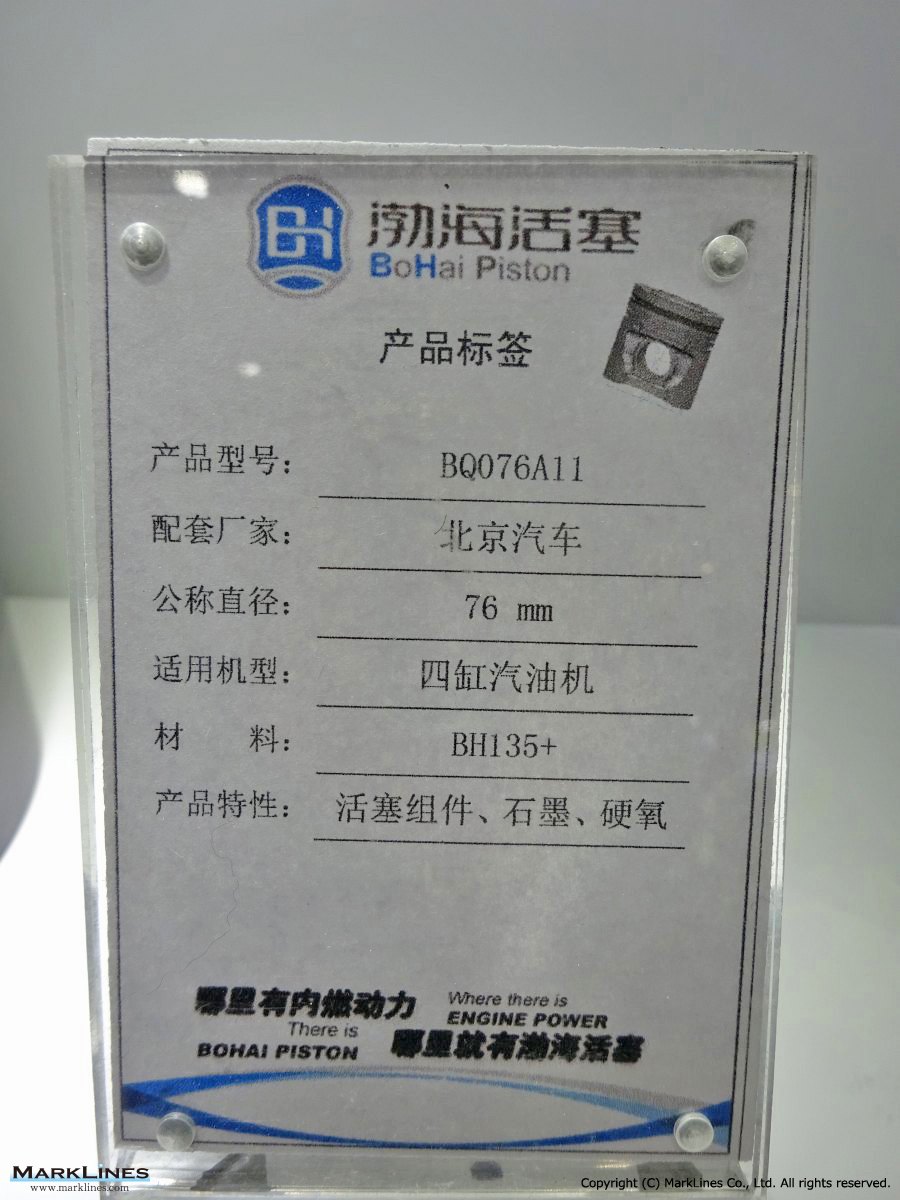 BH 渤海活塞
BoHai Piston
产品标签
产品型号: BQ076A11
配套厂家: 北京汽车
公称直径: 76 mm
适用机型: 四缸汽油机
材 料: BH135+
产品特性: 活塞组件、石墨、硬氧
哪里有内燃动力 Where there is ENGINE POWER
There is BOHAI PISTON 哪里就有渤海活塞
MARKLINES
www.marklines.com
Copyright (C) MarkLines Co., Ltd. All rights reserved.